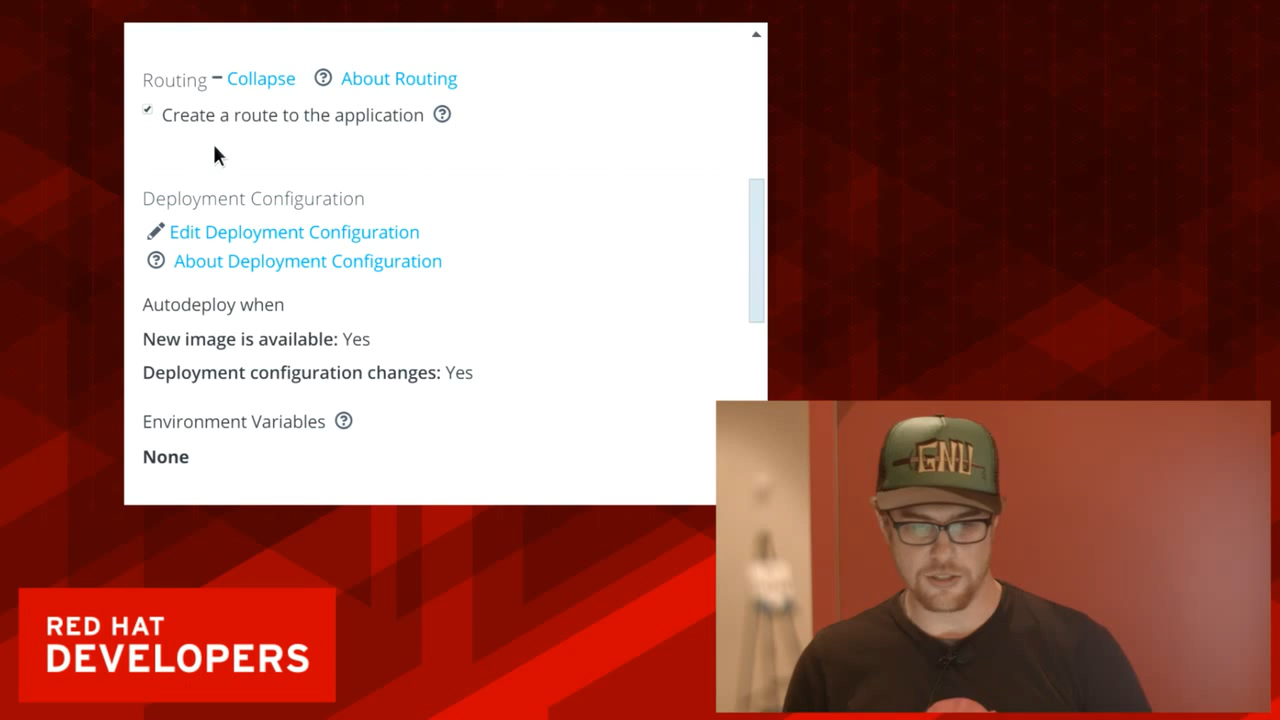 Routing – Collapse About Routing
Create a route to the application
Deployment Configuration
Edit Deployment Configuration
About Deployment Configuration
Autodeploy when
New image is available: Yes
Deployment configuration changes: Yes
Environment Variables
None
GNU
RED HAT
DEVELOPERS